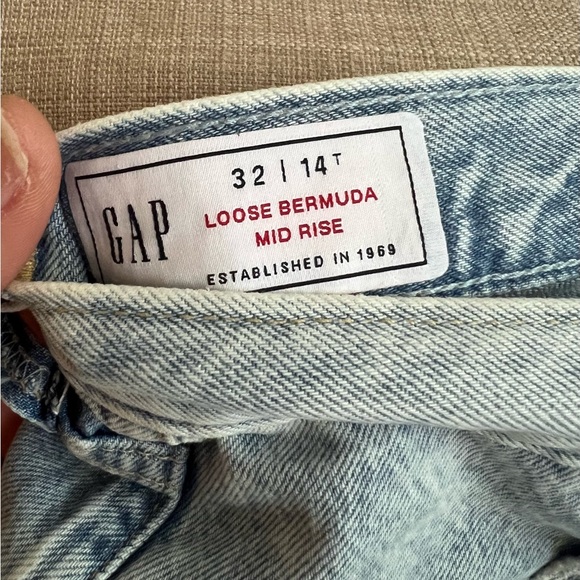 32 | 14ᵀ
GAP
LOOSE BERMUDA
MID RISE
ESTABLISHED IN 1969